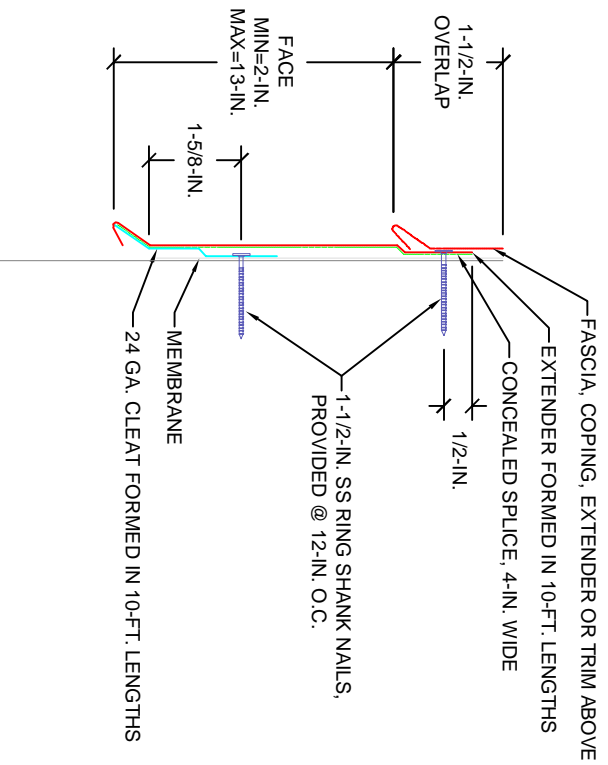 FASCIA, COPING, EXTENDER OR TRIM ABOVE
EXTENDER FORMED IN 10-FT. LENGTHS
CONCEALED SPLICE, 4-IN. WIDE
1/2-IN.
1-1/2-IN. SS RING SHANK NAILS,
PROVIDED @ 12-IN. O.C.
MEMBRANE
24 GA. CLEAT FORMED IN 10-FT. LENGTHS
1-1/2-IN.
OVERLAP
FACE
MIN=2-IN.
MAX=13-IN.
1-5/8-IN.